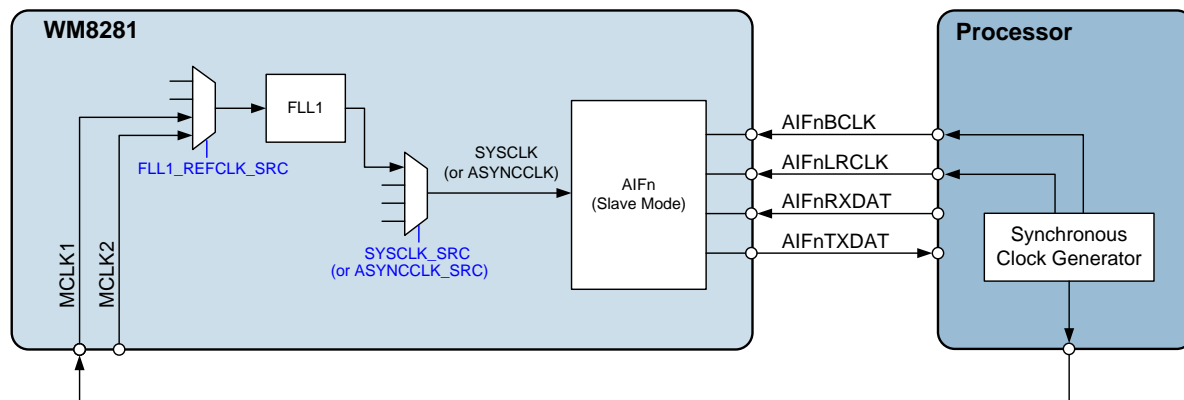 WM8281
Processor
FLL1
FLL1_REFCLK_SRC
SYSCLK
(or ASYNCCLK)
SYSCLK_SRC
(or ASYNCCLK_SRC)
AIFn
(Slave Mode)
AIFnBCLK
AIFnLRCLK
AIFnRXDAT
AIFnTXDAT
Synchronous
Clock Generator
MCLK1
MCLK2